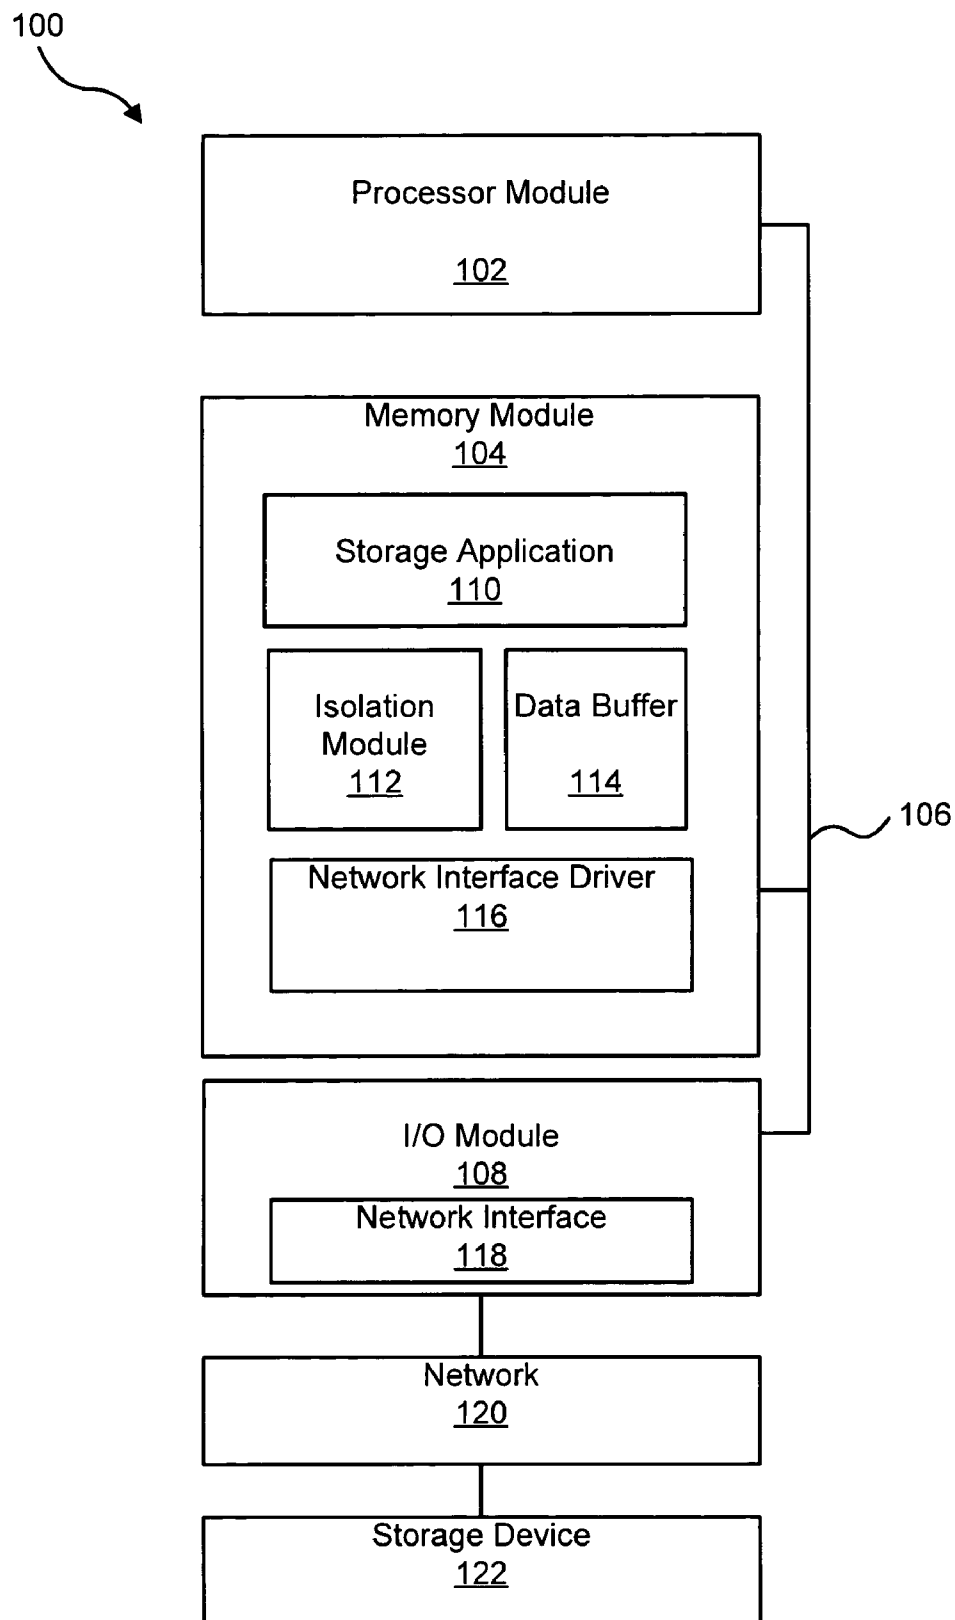 100
Processor Module
102
Memory Module
104
Storage Application
110
Isolation
Module
112
Data Buffer
114
106
Network Interface Driver
116
I/O Module
108
Network Interface
118
Network
120
Storage Device
122